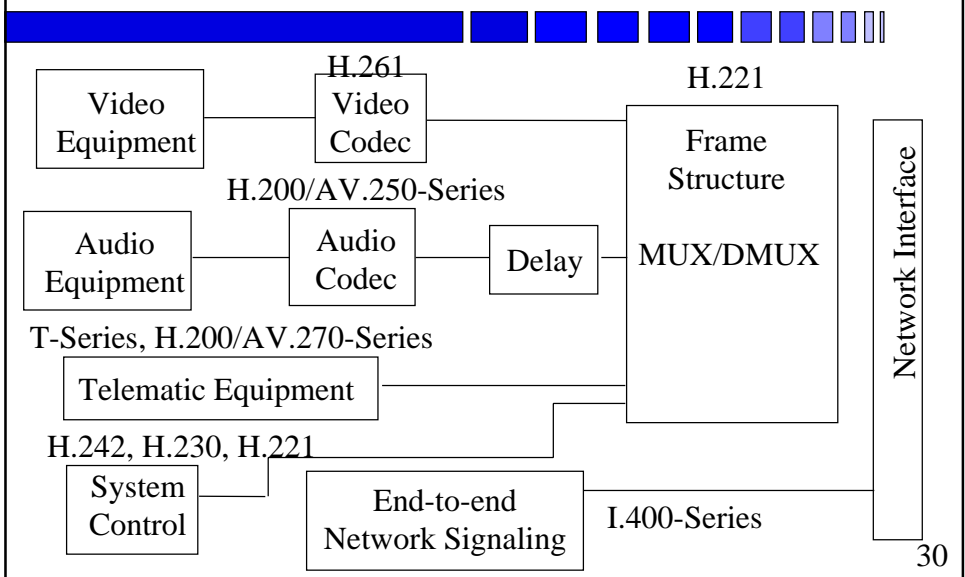 H.261
Video
Equipment
Video
Codec
H.221
Frame
Structure
MUX/DMUX
Network Interface
H.200/AV.250-Series
Audio
Equipment
Audio
Codec
Delay
T-Series, H.200/AV.270-Series
Telematic Equipment
H.242, H.230, H.221
System
Control
End-to-end
Network Signaling
I.400-Series
30